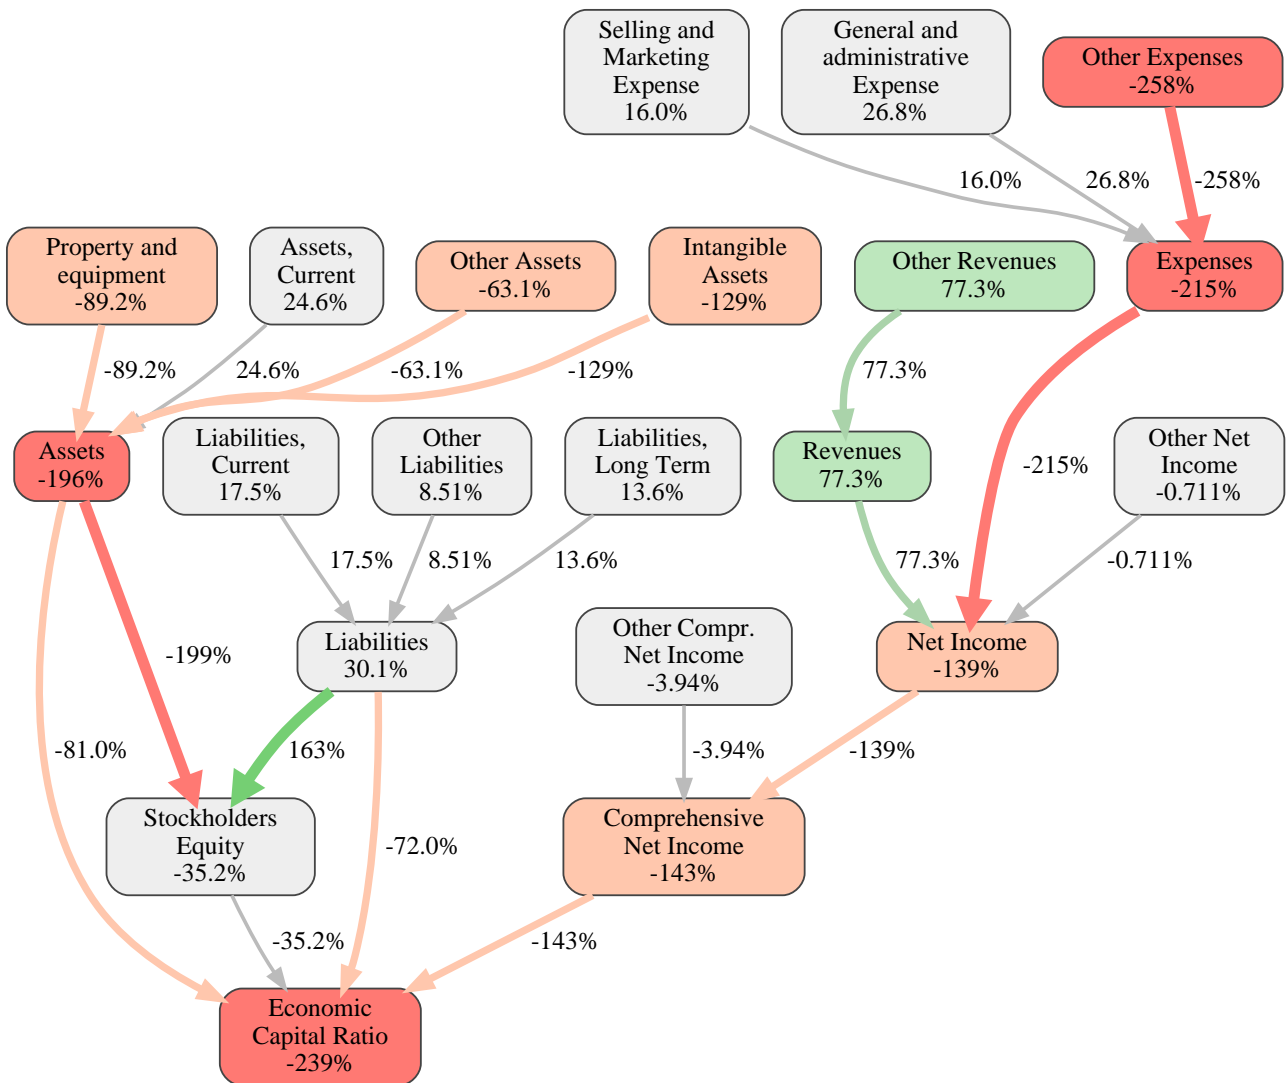 Selling and
Marketing
Expense
16.0%
General and
administrative
Expense
26.8%
Other Expenses
-258%
16.0%
26.8%
-258%
Property and
equipment
-89.2%
Assets,
Current
24.6%
Other Assets
-63.1%
Intangible
Assets
-129%
Other Revenues
77.3%
Expenses
-215%
-89.2%
24.6%
-63.1%
-129%
77.3%
Assets
-196%
Liabilities,
Current
17.5%
Other
Liabilities
8.51%
Liabilities,
Long Term
13.6%
Revenues
77.3%
-215%
Other Net
Income
-0.711%
17.5%
8.51%
13.6%
77.3%
-0.711%
-199%
Liabilities
30.1%
Other Compr.
Net Income
-3.94%
Net Income
-139%
-81.0%
163%
-3.94%
-139%
Stockholders
Equity
-35.2%
-72.0%
Comprehensive
Net Income
-143%
-35.2%
-143%
Economic
Capital Ratio
-239%